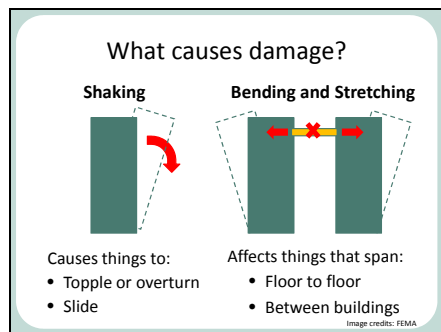 What causes damage?
Shaking
Causes things to:
• Topple or overturn
• Slide
Bending and Stretching
Affects things that span:
• Floor to floor
• Between buildings
Image credits: FEMA